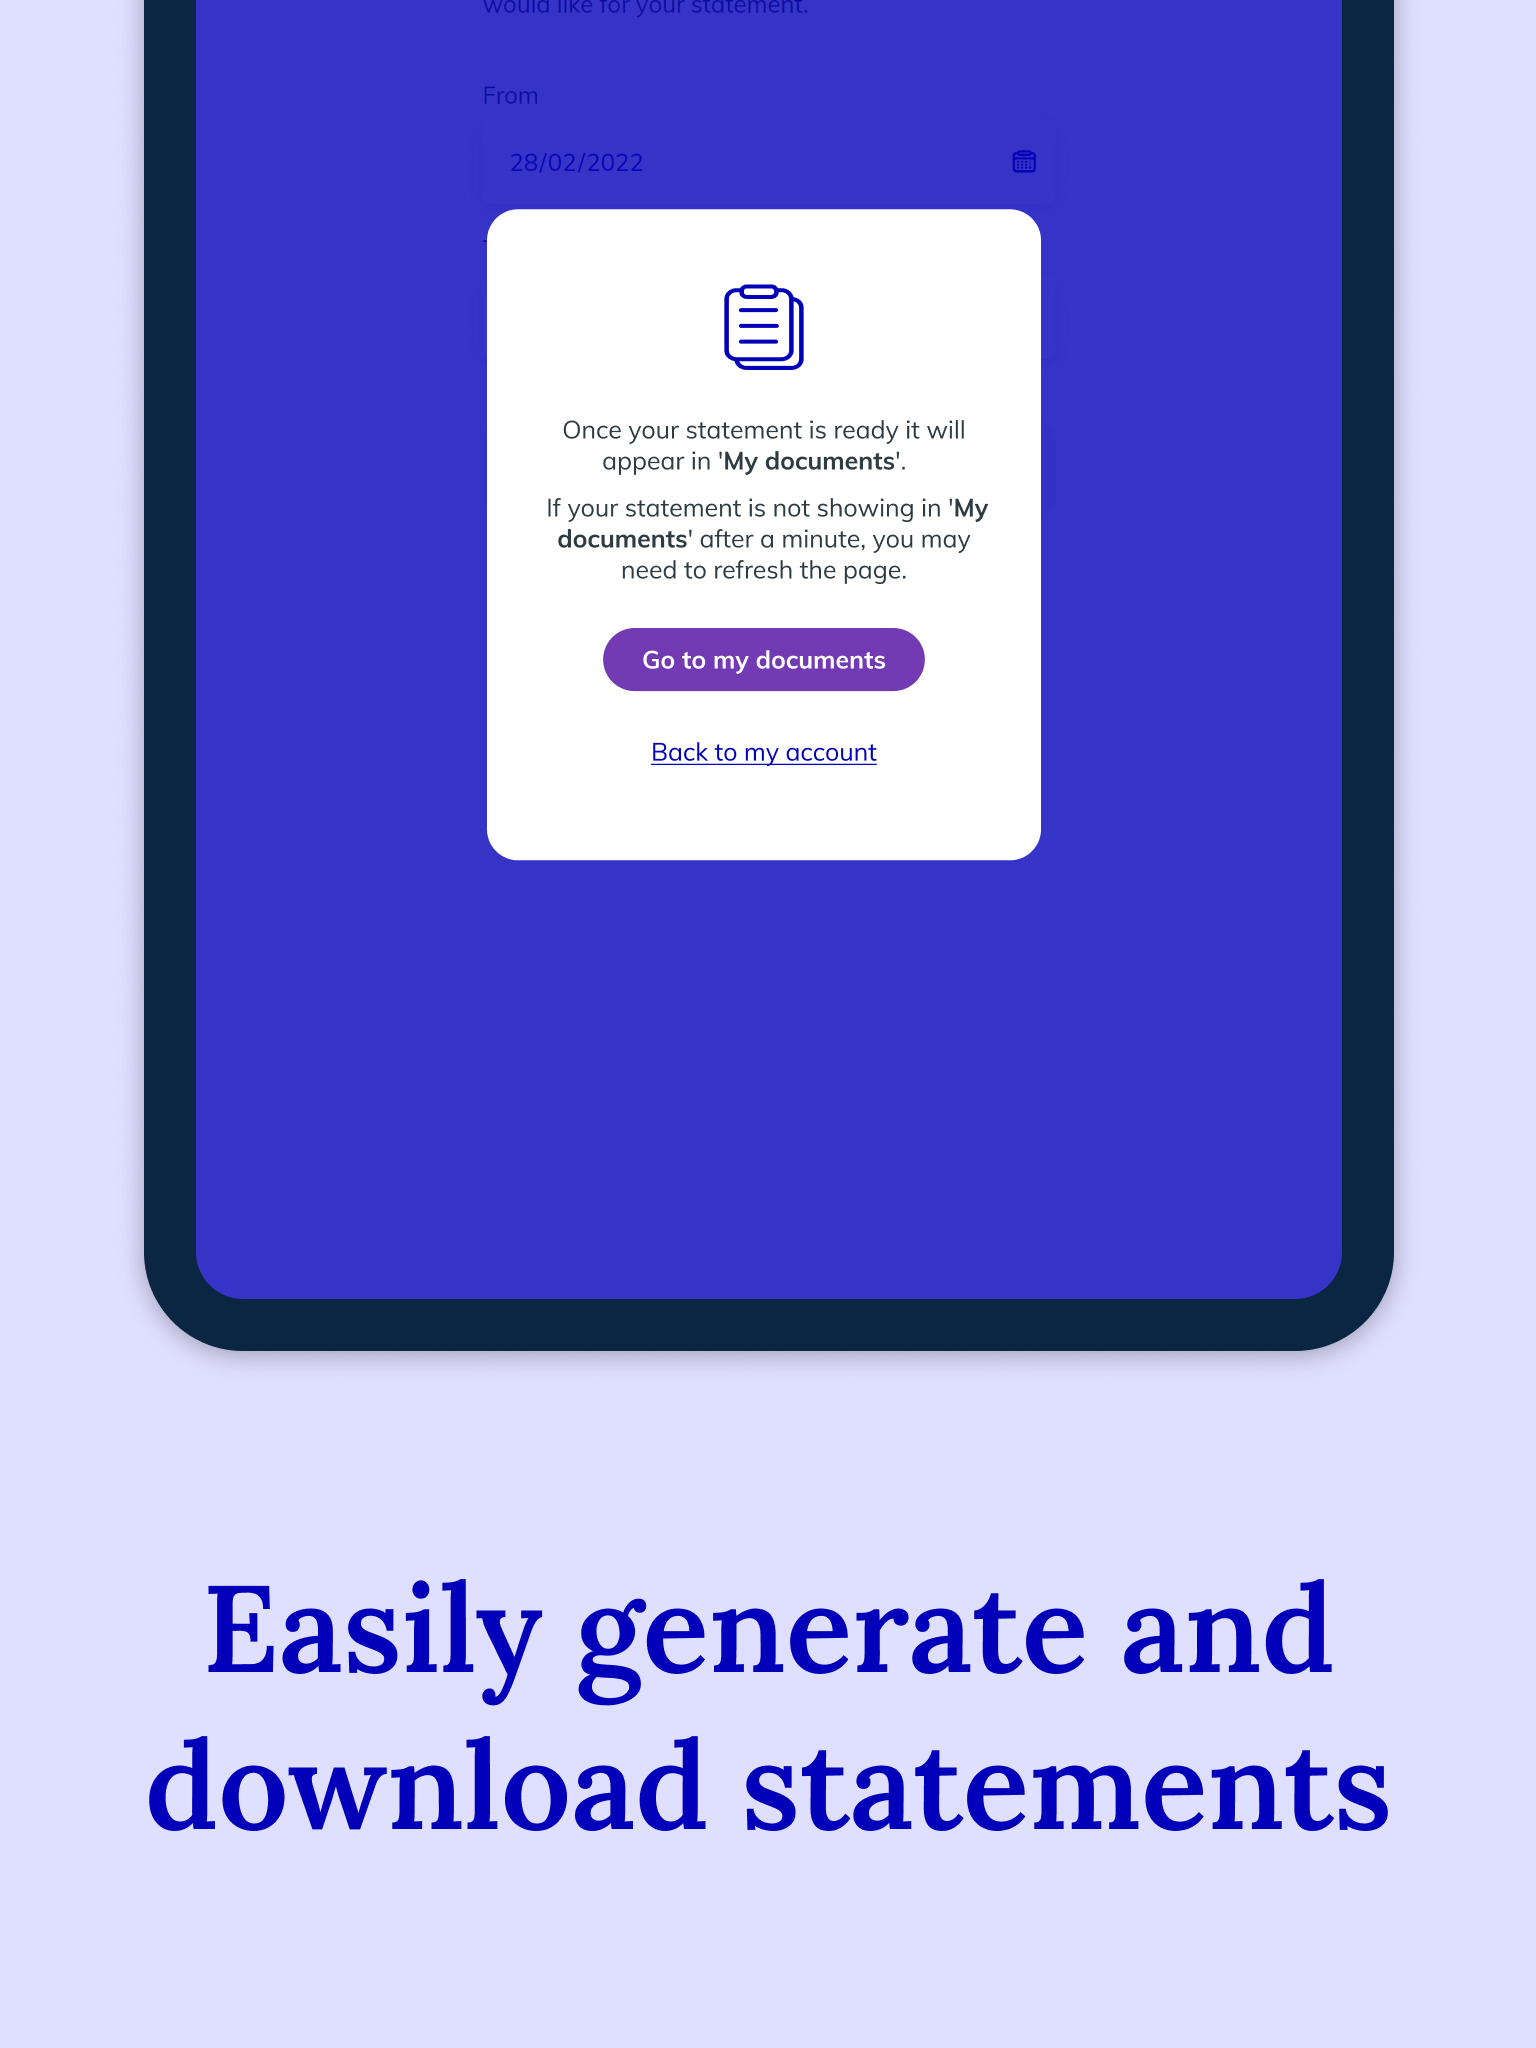 would like for your statement.
From
28/02/2022
Once your statement is ready it will
appear in 'My documents'.
If your statement is not showing in 'My
documents' after a minute, you may
need to refresh the page.
Go to my documents
Back to my account
Easily generate and
download statements